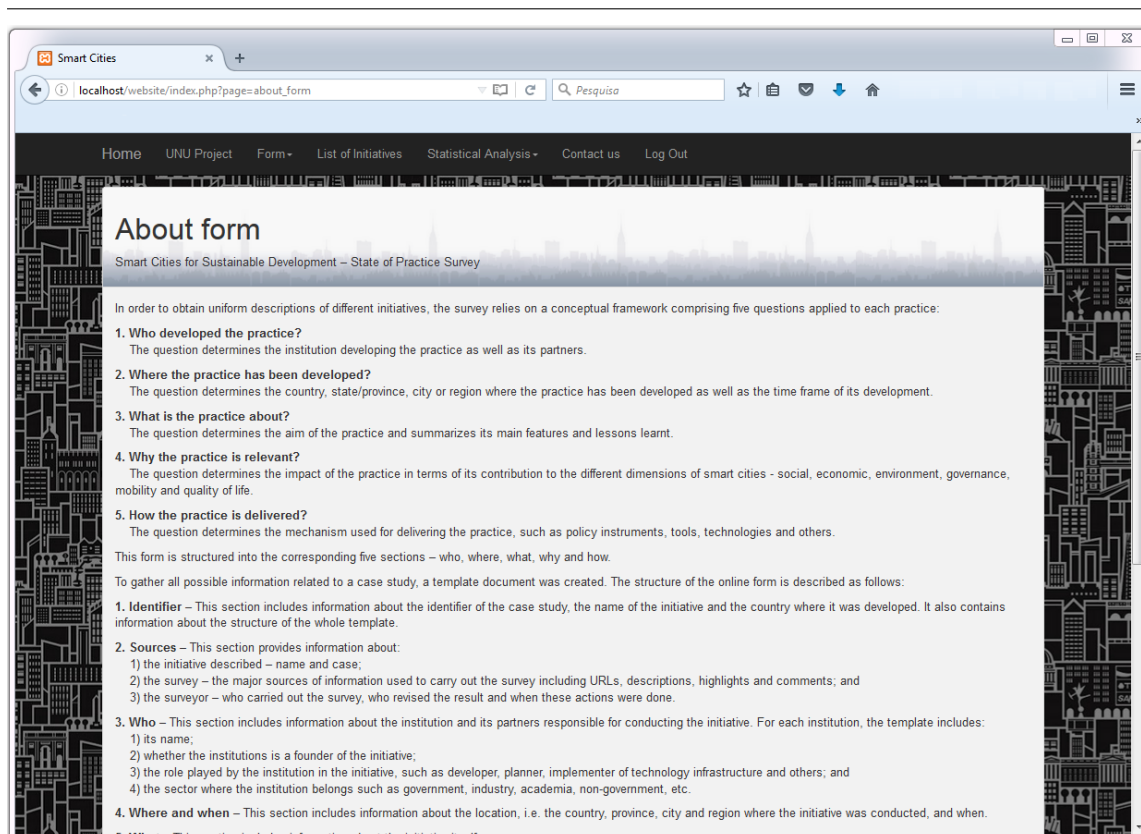 Smart Cities
localhost/website/index.php?page=about_form
Pesquisa
Home UNU Project Form List of Initiatives Statistical Analysis Contact us Log Out
About form
Smart Cities for Sustainable Development – State of Practice Survey
In order to obtain uniform descriptions of different initiatives, the survey relies on a conceptual framework comprising five questions applied to each practice:
1. Who developed the practice?
The question determines the institution developing the practice as well as its partners.
2. Where the practice has been developed?
The question determines the country, state/province, city or region where the practice has been developed as well as the time frame of its development.
3. What is the practice about?
The question determines the aim of the practice and summarizes its main features and lessons learnt.
4. Why the practice is relevant?
The question determines the impact of the practice in terms of its contribution to the different dimensions of smart cities - social, economic, environment, governance,
mobility and quality of life.
5. How the practice is delivered?
The question determines the mechanism used for delivering the practice, such as policy instruments, tools, technologies and others.
This form is structured into the corresponding five sections – who, where, what, why and how.
To gather all possible information related to a case study, a template document was created. The structure of the online form is described as follows:
1. Identifier – This section includes information about the identifier of the case study, the name of the initiative and the country where it was developed. It also contains
information about the structure of the whole template.
2. Sources – This section provides information about:
1) the initiative described – name and case;
2) the survey – the major sources of information used to carry out the survey including URLs, descriptions, highlights and comments; and
3) the surveyor – who carried out the survey, who revised the result and when these actions were done.
3. Who – This section includes information about the institution and its partners responsible for conducting the initiative. For each institution, the template includes:
1) its name;
2) whether the institutions is a founder of the initiative;
3) the role played by the institution in the initiative, such as developer, planner, implementer of technology infrastructure and others; and
4) the sector where the institution belongs such as government, industry, academia, non-government, etc.
4. Where and when – This section includes information about the location, i.e. the country, province, city and region where the initiative was conducted, and when.